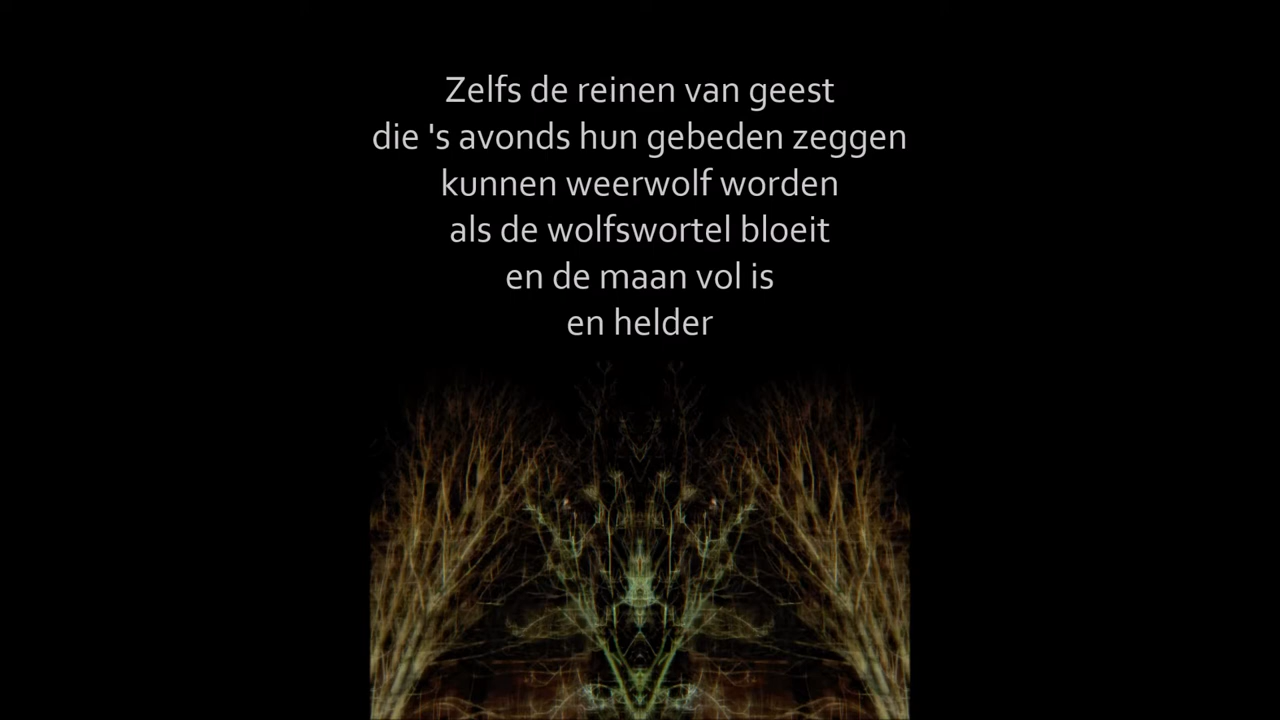 Zelfs de reinen van geest
die 's avonds hun gebeden zeggen
kunnen weerwolf worden
als de wolfswortel bloeit
en de maan vol is
en helder